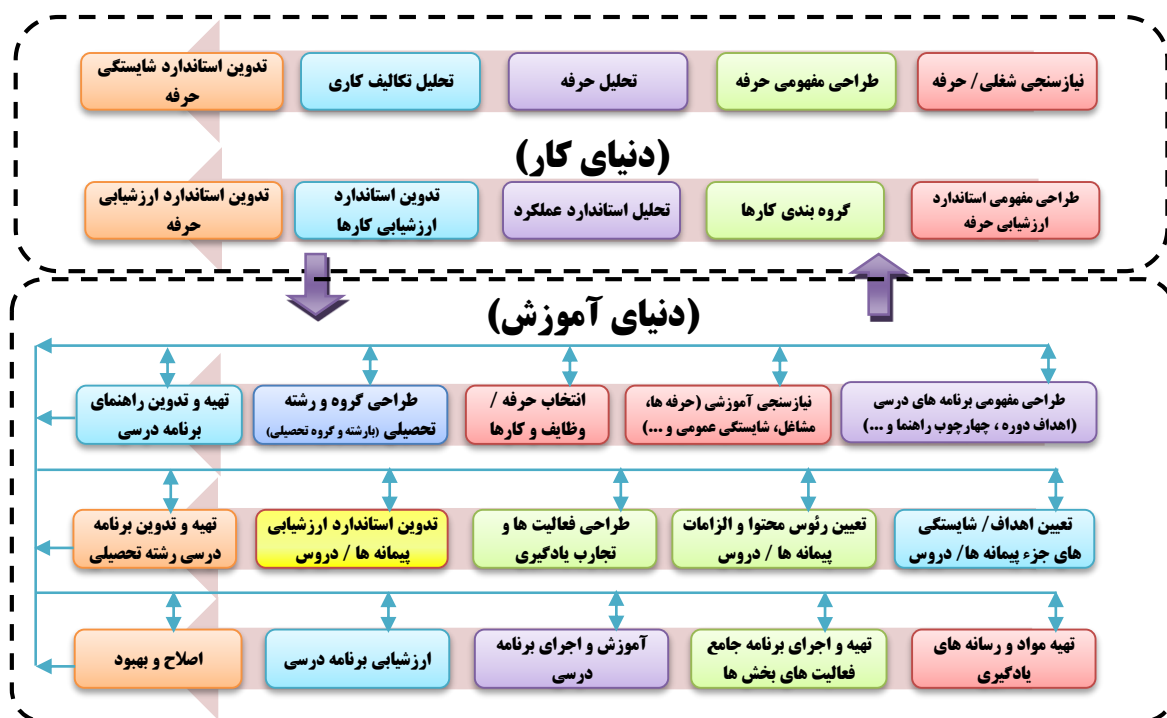 نیازسنجی شغلی/ حرفه
طراحی مفهومی حرفه
تحلیل حرفه
تحلیل تکالیف کاری
تدوین استاندارد شایستگی
حرفه
(دنیای کار)
طراحی مفهومی استاندارد
ارزشیابی حرفه
گروه بندی کارها
تحلیل استاندارد عملکرد
تدوین استاندارد
ارزشیابی کارها
تدوین استاندارد ارزشیابی
حرفه
(دنیای آموزش)
طراحی مفهومی برنامه های درسی
(اهداف دوره ، چهارچوب راهنما و ...)
نیازسنجی آموزشی (حرفه ها،
مشاغل، شایستگی عمومی و ...)
انتخاب حرفه /
وظایف و کارها
طراحی گروه و رشته
تحصیلی (یارشته و گروه تحصیلی)
تهیه و تدوین راهنمای
برنامه درسی
تعیین اهداف/ شایستگی
های جزء پیمانه ها/ دروس
تعیین رئوس محتوا و الزامات
پیمانه ها / دروس
طراحی فعالیت ها و
تجارب یادگیری
تدوین استاندارد ارزشیابی
پیمانه ها / دروس
تهیه و تدوین برنامه
درسی رشته تحصیلی
تهیه مواد و رسانه های
یادگیری
تهیه و اجرای برنامه جامع
فعالیت های بخش ها
آموزش و اجرای برنامه
درسی
ارزشیابی برنامه درسی
اصلاح و بهبود